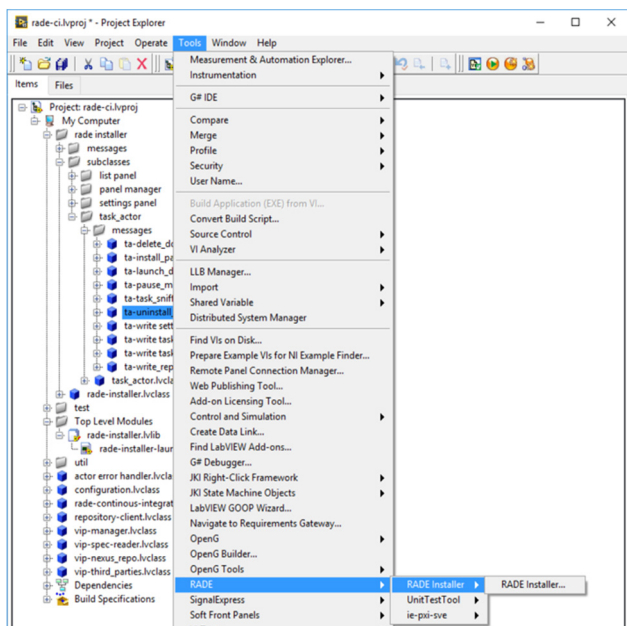 rade-ci.lvproj * - Project Explorer
File Edit View Project Operate Tools Window Help
Items Files
Project: rade-ci.lvproj
My Computer
rade installer
messages
subclasses
list panel
panel manager
settings panel
task_actor
messages
ta-delete_do
ta-install_pa
ta-launch_d
ta-pause_m
ta-task_sniff
ta-uninstall_
ta-write sett
ta-write task
ta-write task
ta-write_rep
task_actor.lvcla
rade-installer.lvclass
test
Top Level Modules
rade-installer.lvlib
rade-installer-laur
util
actor error handler.lvcla
configuration.lvclass
rade-continous-integrat
repository-client.lvclass
vip-manager.lvclass
vip-spec-reader.lvclass
vip-nexus_repo.lvclass
vip-third_parties.lvclass
Dependencies
Build Specifications
Measurement & Automation Explorer...
Instrumentation
G# IDE
Compare
Merge
Profile
Security
User Name...
Build Application (EXE) from VI...
Convert Build Script...
Source Control
VI Analyzer
LLB Manager...
Import
Shared Variable
Distributed System Manager
Find VIs on Disk...
Prepare Example VIs for NI Example Finder...
Remote Panel Connection Manager...
Web Publishing Tool...
Add-on Licensing Tool...
Control and Simulation
Create Data Link...
Find LabVIEW Add-ons...
G# Debugger...
JKI Right-Click Framework
JKI State Machine Objects
LabVIEW GOOP Wizard...
Navigate to Requirements Gateway...
OpenG
OpenG Builder...
OpenG Tools
RADE
SignalExpress
Soft Front Panels
RADE Installer
UnitTestTool
ie-pxi-sve
RADE Installer...